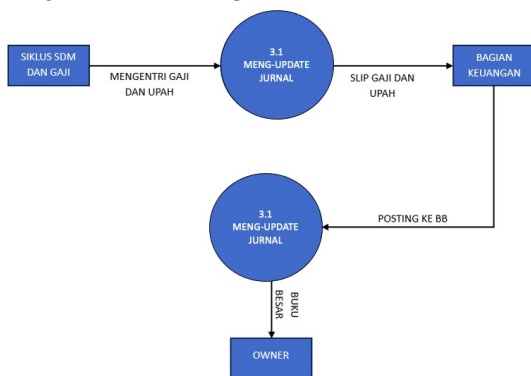 SIKLUS SDM
DAN GAJI
MENGENTRI GAJI
DAN UPAH
3.1
MENG-UPDATE
JURNAL
SLIP GAJI DAN
UPAH
BAGIAN
KEUANGAN
3.1
MENG-UPDATE
JURNAL
POSTING KE BB
BUKU
BESAR
OWNER